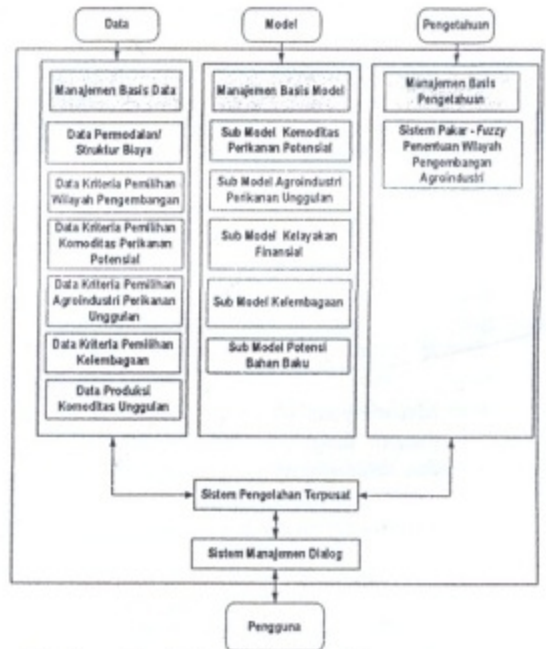 Data
Model
Pengetahuan
Manajemen Basis Data
Data Permodalan/
Struktur Biaya
Data Kriteria Pemilihan
Wilayah Pengembangan
Data Kriteria Pemilihan
Komoditas Perikanan
Potensial
Data Kriteria Pemilihan
Agroindustri Perikanan
Unggulan
Data Kriteria Pemilihan
Kelembagaan
Data Produksi
Komoditas Unggulan
Manajemen Basis Model
Sub Model Komoditas
Perikanan Potensial
Sub Model Agroindustri
Perikanan Unggulan
Sub Model Kelayakan
Finansial
Sub Model Kelembagaan
Sub Model Potensi
Bahan Baku
Manajemen Basis
Pengetahuan
Sistem Pakar - Fuzzy
Penentuan Wilayah
Pengembangan
Agroindustri
Sistem Pengolahan Terpusat
Sistem Manajemen Dialog
Pengguna